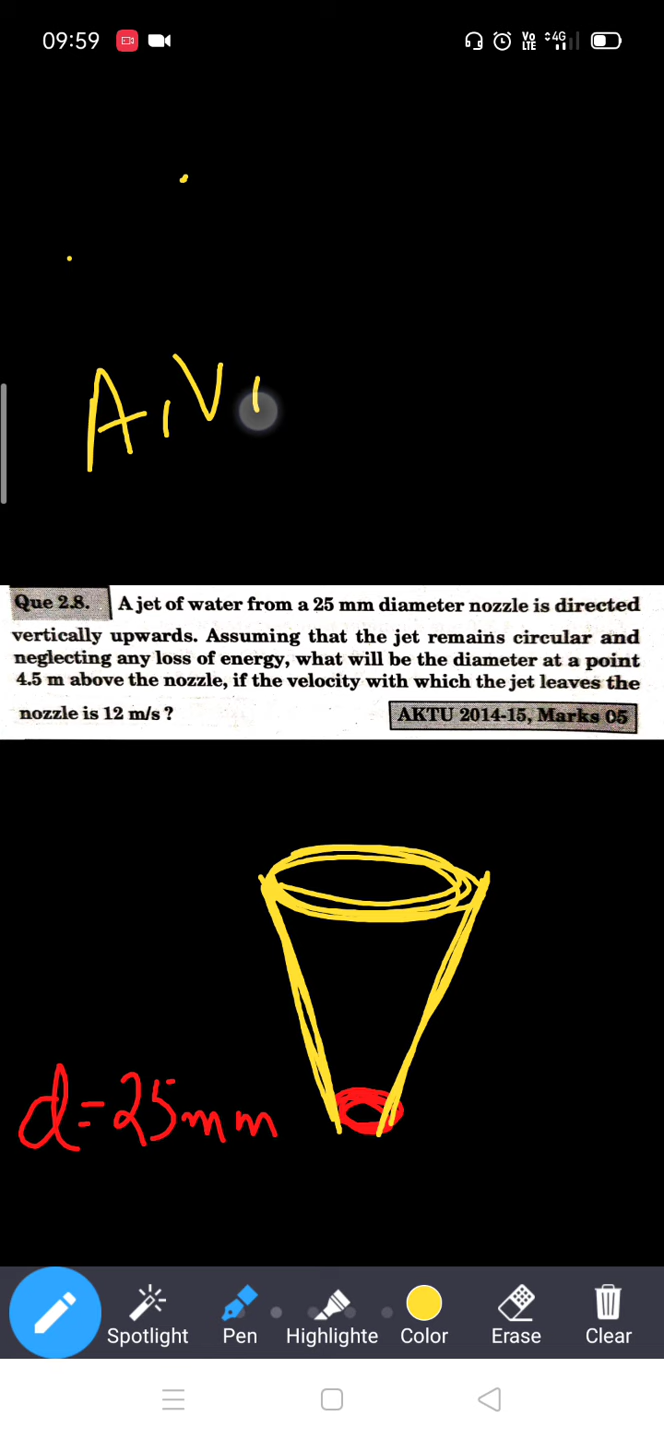 09:59 Vo LTE 4G
A1V1
Que 2.8. A jet of water from a 25 mm diameter nozzle is directed
vertically upwards. Assuming that the jet remains circular and
neglecting any loss of energy, what will be the diameter at a point
4.5 m above the nozzle, if the velocity with which the jet leaves the
nozzle is 12 m/s ? AKTU 2014-15, Marks 05
d=25mm
Spotlight Pen Highlighte Color Erase Clear